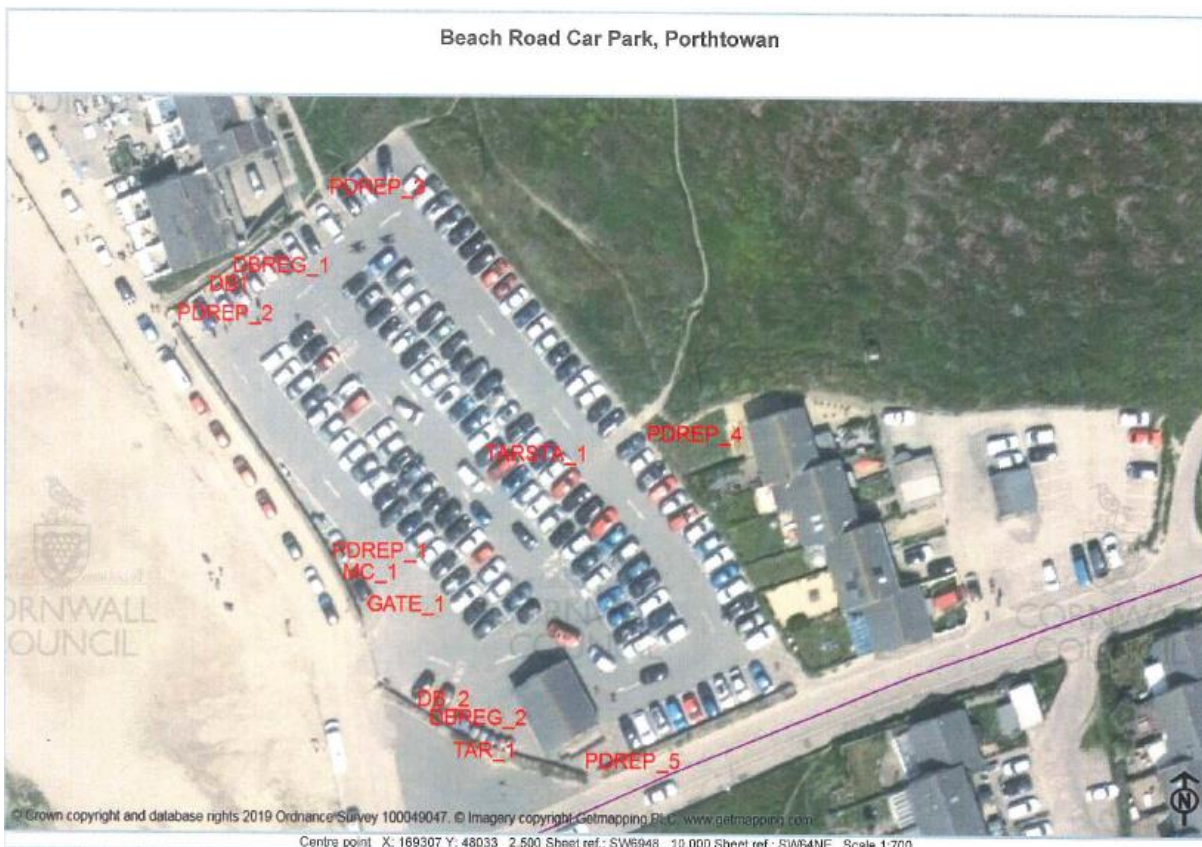 Beach Road Car Park, Porthtowan
PDREP_3
DBREG_1
PDREP_2
PDREP_4
TARSTA_1
PDREP_1
MC_1
GATE_1
CORNWALL
COUNCIL
CORNWALL
DB_2
DBREG_2
TAR_1
PDREP_5
N
© Crown copyright and database rights 2019 Ordnance Survey 100049047. © Imagery copyright Getmapping PLC. www.getmapping.com
Centre point X: 169307 Y: 48033 2,500 Sheet ref.: SW6948 10,000 Sheet ref.: SW64NE Scale 1:700